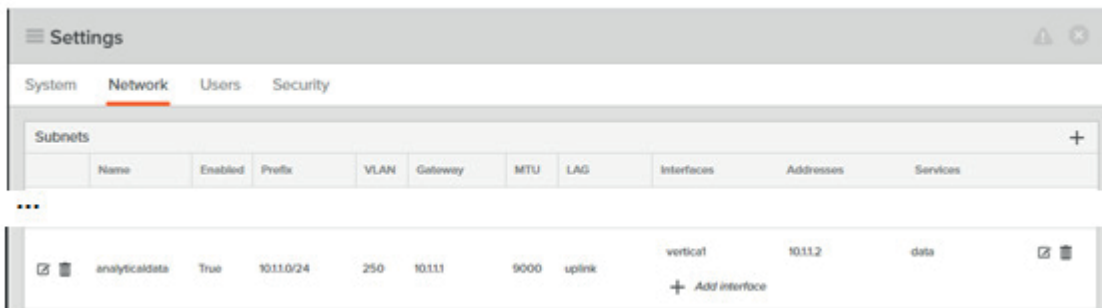 Settings
System Network Users Security
Subnets +
Name Enabled Prefix VLAN Gateway MTU LAG Interfaces Addresses Services
...
analyticaldata True 10.1.1.0/24 250 10.1.1.1 9000 uplink vertica1 10.1.1.2 data
+ Add interface